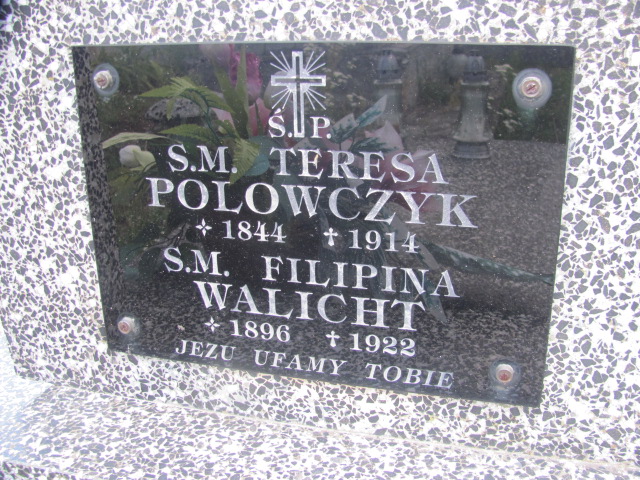 Ś.P.
S.M. TERESA
POLOWCZYK
✧ 1844 ✝ 1914
S.M. FILIPINA
WALICHT
✧ 1896 ✝ 1922
JEZU UFAMY TOBIE